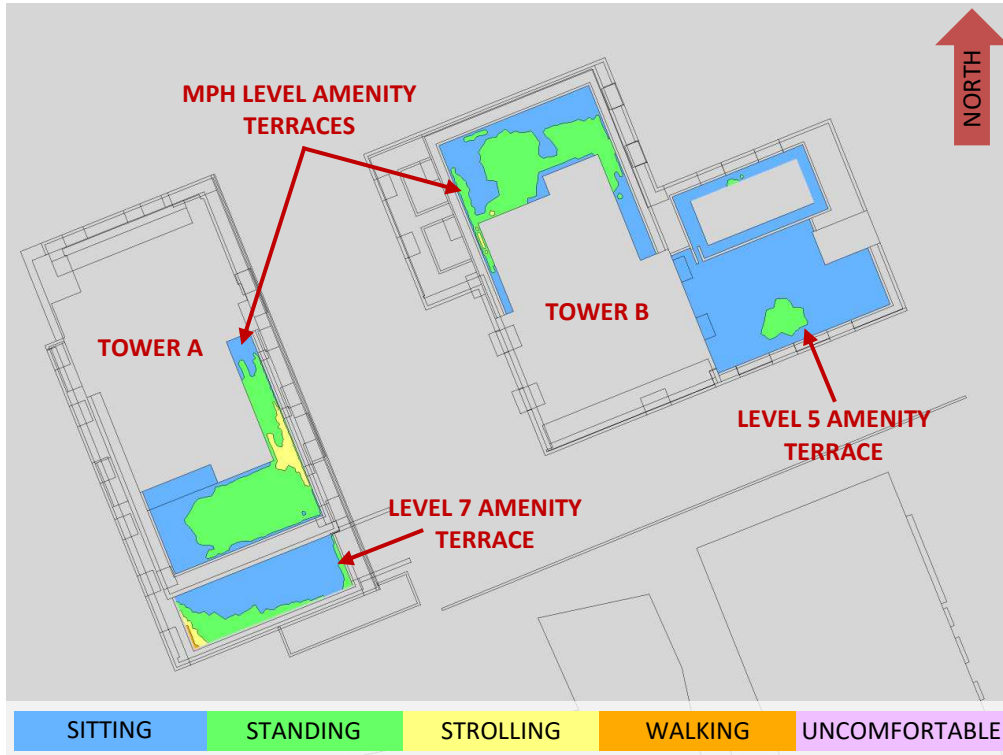 NORTH
MPH LEVEL AMENITY
TERRACES
TOWER A
TOWER B
LEVEL 5 AMENITY
TERRACE
LEVEL 7 AMENITY
TERRACE
SITTING
STANDING
STROLLING
WALKING
UNCOMFORTABLE